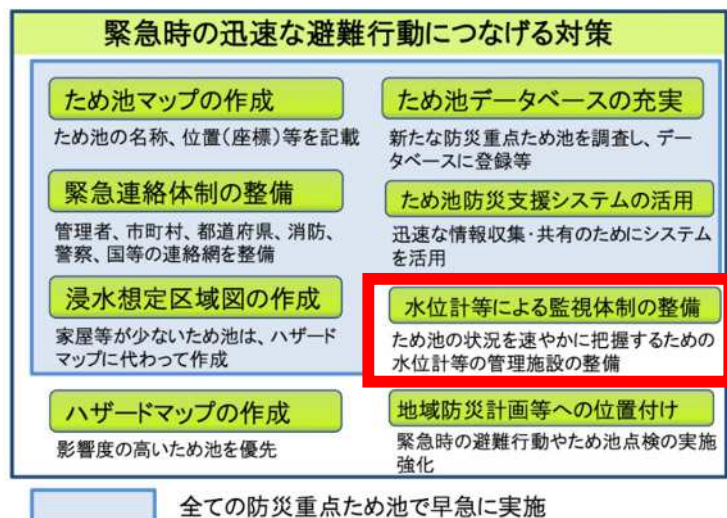 緊急時の迅速な避難行動につなげる対策
ため池マップの作成
ため池の名称、位置(座標)等を記載
緊急連絡体制の整備
管理者、市町村、都道府県、消防、
警察、国等の連絡網を整備
浸水想定区域図の作成
家屋等が少ないため池は、ハザード
マップに代わって作成
ハザードマップの作成
影響度の高いため池を優先
ため池データベースの充実
新たな防災重点ため池を調査し、デー
タベースに登録等
ため池防災支援システムの活用
迅速な情報収集・共有のためにシステム
を活用
水位計等による監視体制の整備
ため池の状況を速やかに把握するための
水位計等の管理施設の整備
地域防災計画等への位置付け
緊急時の避難行動やため池点検の実施
強化
全ての防災重点ため池で早急に実施